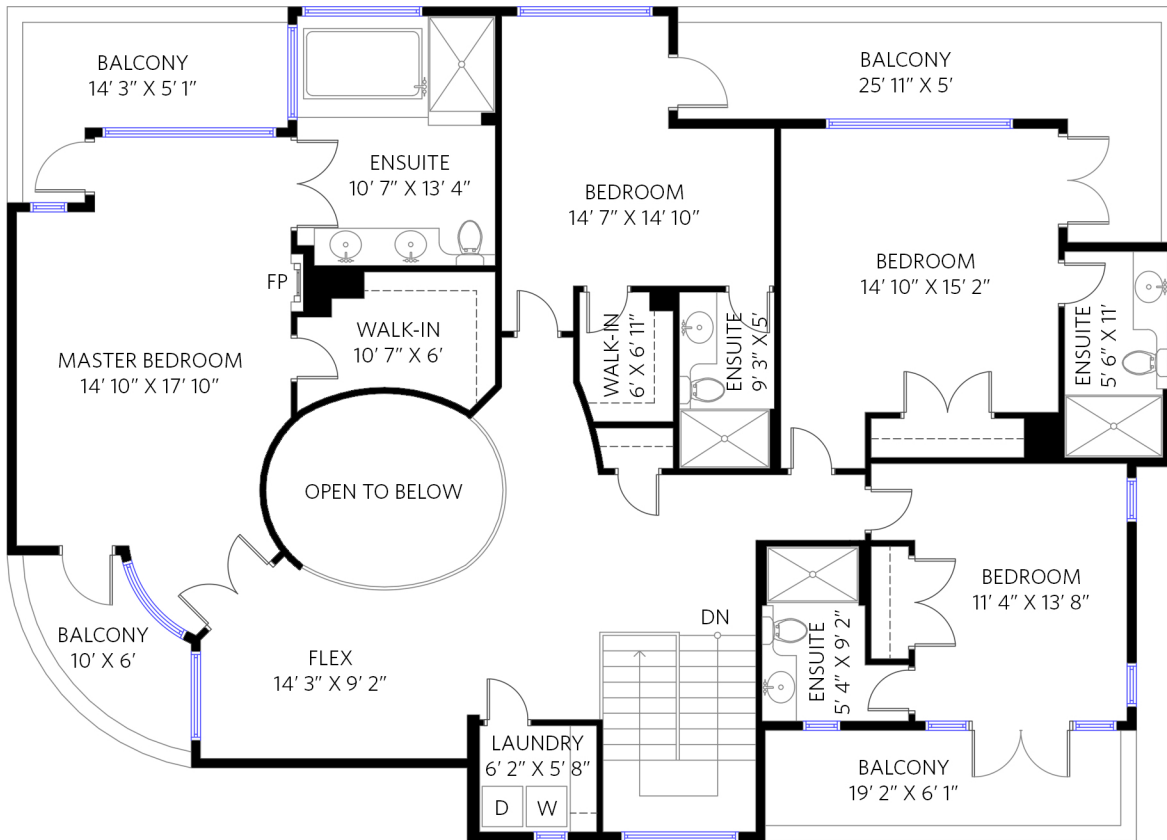 BALCONY
14' 3" X 5' 1"
BALCONY
25' 11" X 5'
ENSUITE
10' 7" X 13' 4"
BEDROOM
14' 7" X 14' 10"
BEDROOM
14' 10" X 15' 2"
FP
WALK-IN
10' 7" X 6'
WALK-IN
6' X 6' 11"
ENSUITE
9' 3" X 5'
ENSUITE
5' 6" X 11'
MASTER BEDROOM
14' 10" X 17' 10"
OPEN TO BELOW
BEDROOM
11' 4" X 13' 8"
BALCONY
10' X 6'
FLEX
14' 3" X 9' 2"
DN
ENSUITE
5' 4" X 9' 2"
LAUNDRY
6' 2" X 5' 8"
D
W
BALCONY
19' 2" X 6' 1"